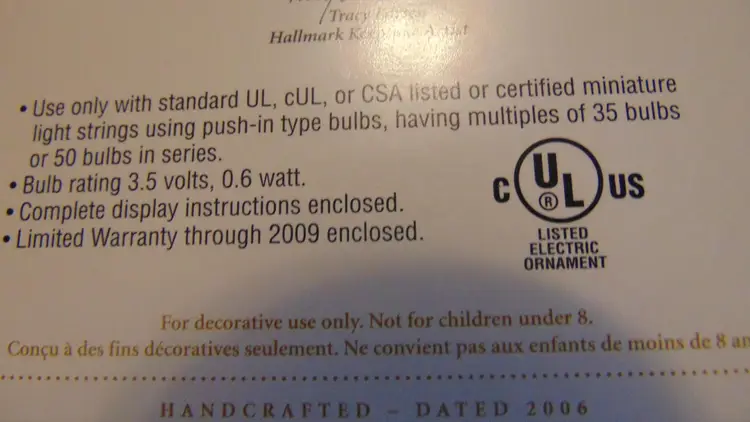 Tracy
Hallmark Keepsake Artist
• Use only with standard UL, cUL, or CSA listed or certified miniature
light strings using push-in type bulbs, having multiples of 35 bulbs
or 50 bulbs in series.
• Bulb rating 3.5 volts, 0.6 watt.
• Complete display instructions enclosed.
• Limited Warranty through 2009 enclosed.
C UL ® US
LISTED
ELECTRIC
ORNAMENT
For decorative use only. Not for children under 8.
Conçu à des fins décoratives seulement. Ne convient pas aux enfants de moins de 8 an
HANDCRAFTED – DATED 2006